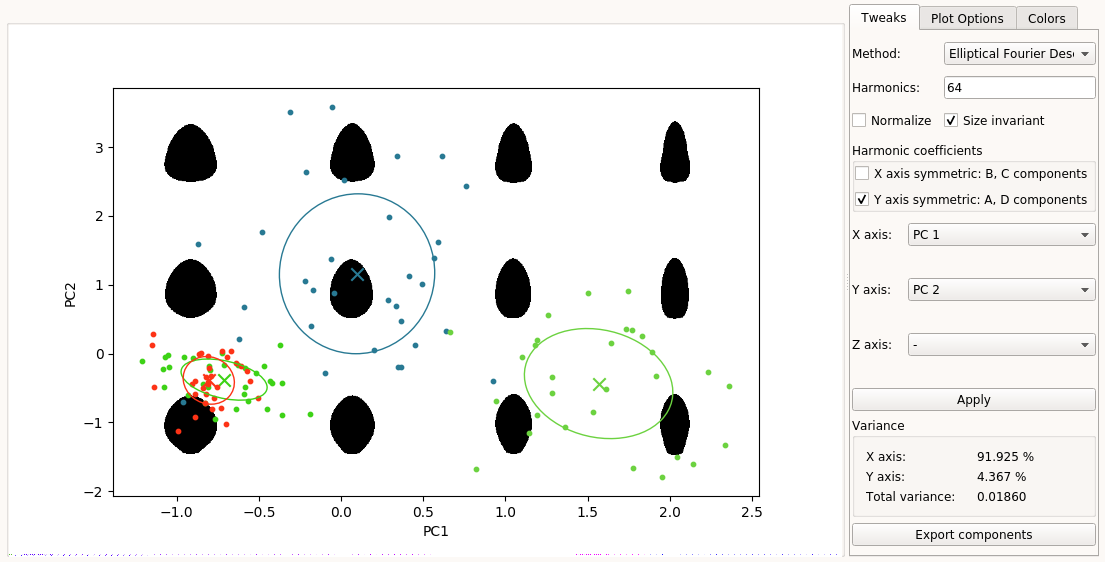 Tweaks
Plot Options
Colors
Method:
Elliptical Fourier Des
Harmonics:
64
Normalize
Size invariant
Harmonic coefficients
X axis symmetric: B, C components
Y axis symmetric: A, D components
X axis:
PC 1
Y axis:
PC 2
Z axis:
-
Apply
Variance
X axis:
91.925 %
Y axis:
4.367 %
Total variance:
0.01860
Export components
PC2
3
2
1
0
−1
−2
−1.0
−0.5
0.0
0.5
1.0
1.5
2.0
2.5
PC1